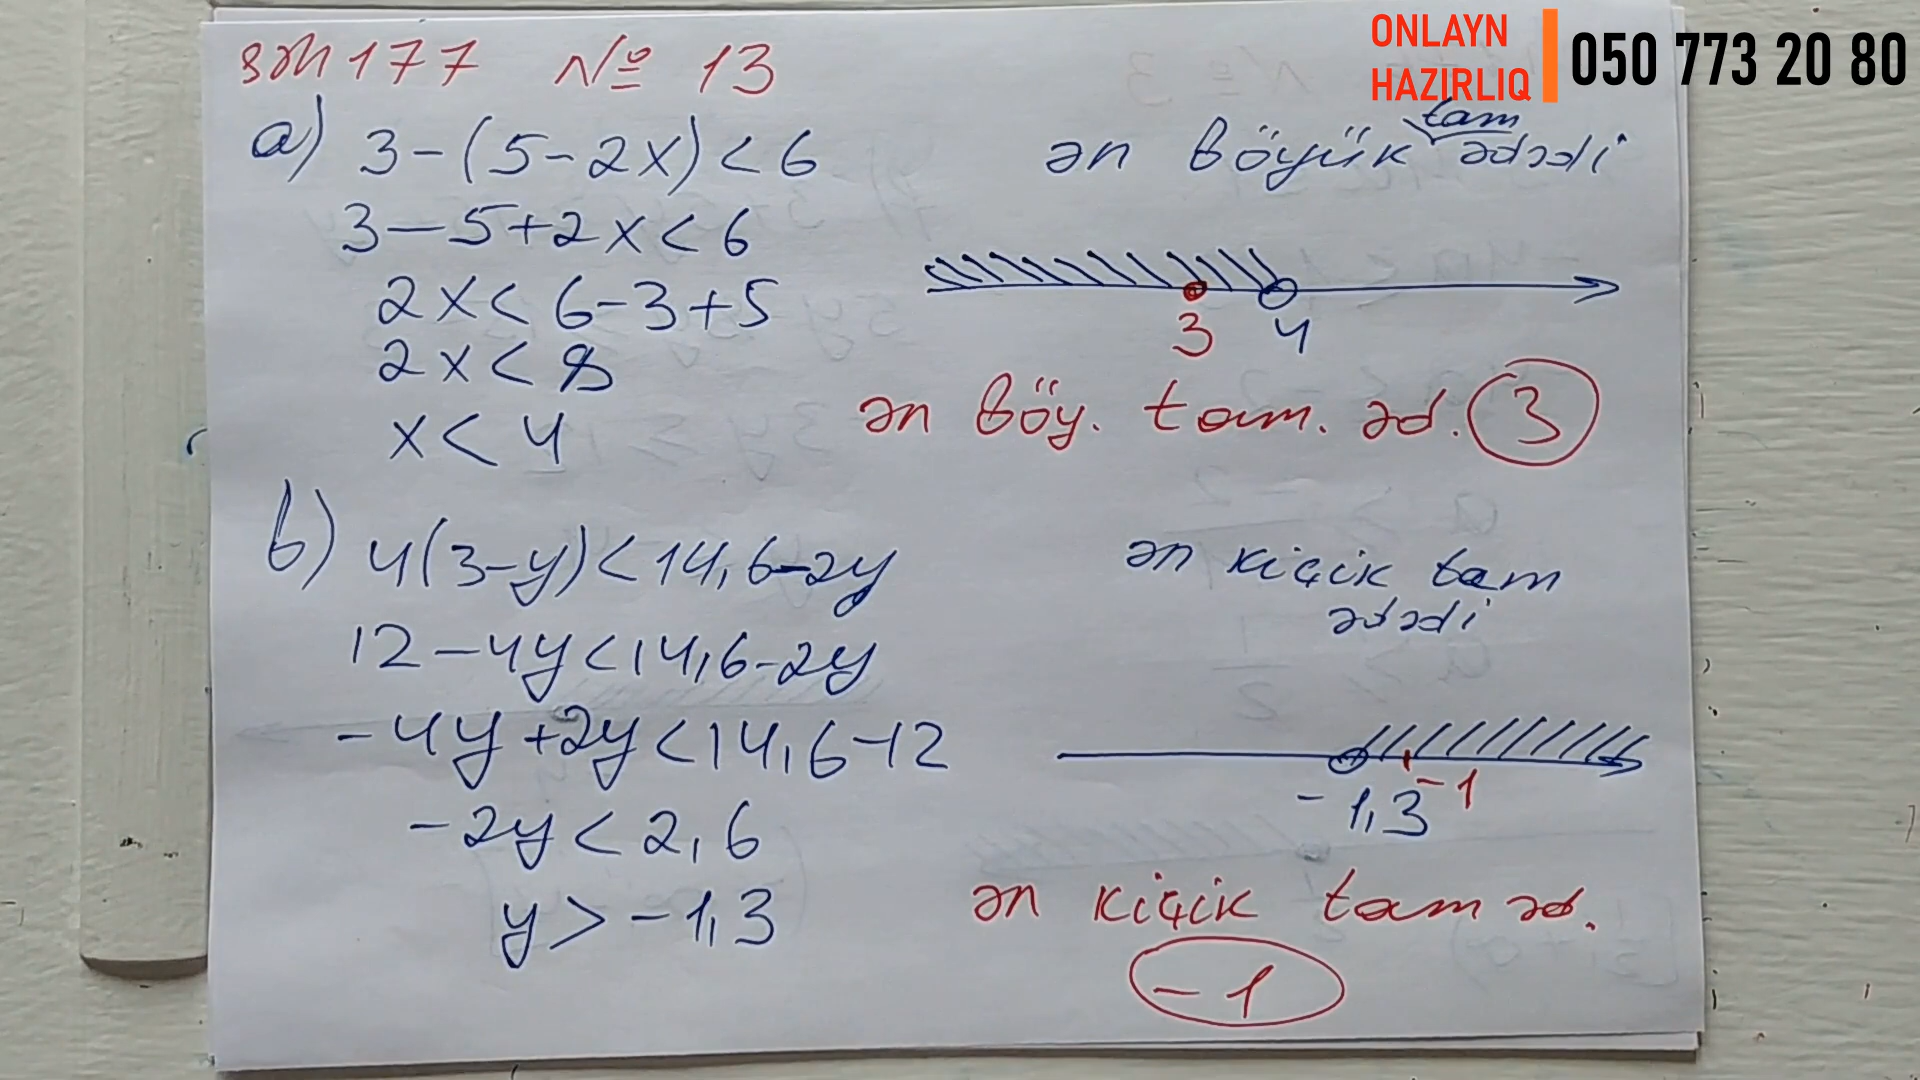 ONLAYN
HAZIRLIQ
050 773 20 80
səh 177 № 13
a) 3-(5-2x)<6
ən böyük tam ədədi
3-5+2x<6
2x<6-3+5
2x<8
x<4
3 4
ən böy. tam. əd. 3
b) 4(3-y)<14,6-2y
ən kiçik tam
ədədi
12-4y<14,6-2y
-4y+2y<14,6-12
-2y<2,6
y>-1,3
-1,3 -1
ən kiçik tam əd.
-1